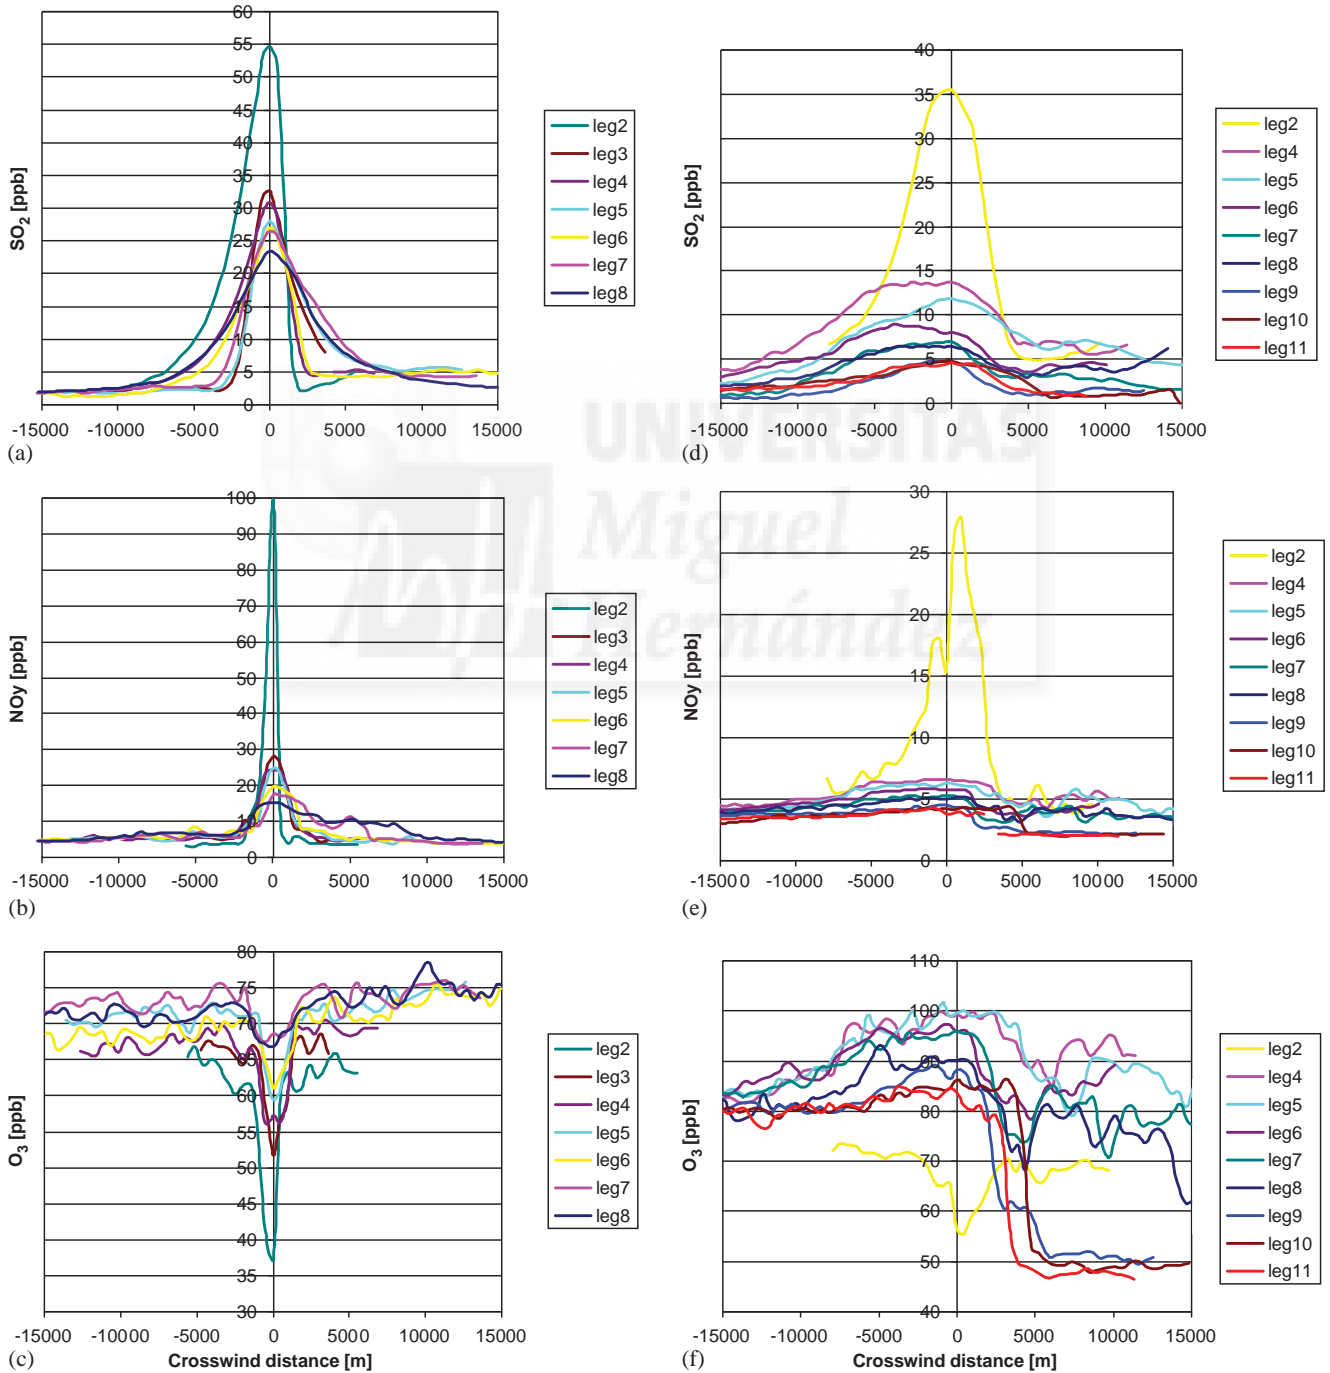 60
55
50
45
40
35
30
25
20
15
10
5
0
-15000 -10000 -5000 0 5000 10000 15000
SO2 [ppb]
leg2
leg3
leg4
leg5
leg6
leg7
leg8
(a)
40
35
30
25
20
15
10
5
0
-15000 -10000 -5000 0 5000 10000 15000
SO2 [ppb]
leg2
leg4
leg5
leg6
leg7
leg8
leg9
leg10
leg11
(d)
UNIVERSITAS
Miguel
Hernández
100
90
80
70
60
50
40
30
20
10
0
-15000 -10000 -5000 0 5000 10000 15000
NOy [ppb]
leg2
leg3
leg4
leg5
leg6
leg7
leg8
(b)
30
25
20
15
10
5
0
-15000 -10000 -5000 0 5000 10000 15000
NOy [ppb]
leg2
leg4
leg5
leg6
leg7
leg8
leg9
leg10
leg11
(e)
80
75
70
65
60
55
50
45
40
35
30
-15000 -10000 -5000 0 5000 10000 15000
O3 [ppb]
leg2
leg3
leg4
leg5
leg6
leg7
leg8
(c)
Crosswind distance [m]
110
100
90
80
70
60
50
40
-15000 -10000 -5000 0 5000 10000 15000
O3 [ppb]
leg2
leg4
leg5
leg6
leg7
leg8
leg9
leg10
leg11
(f)
Crosswind distance [m]